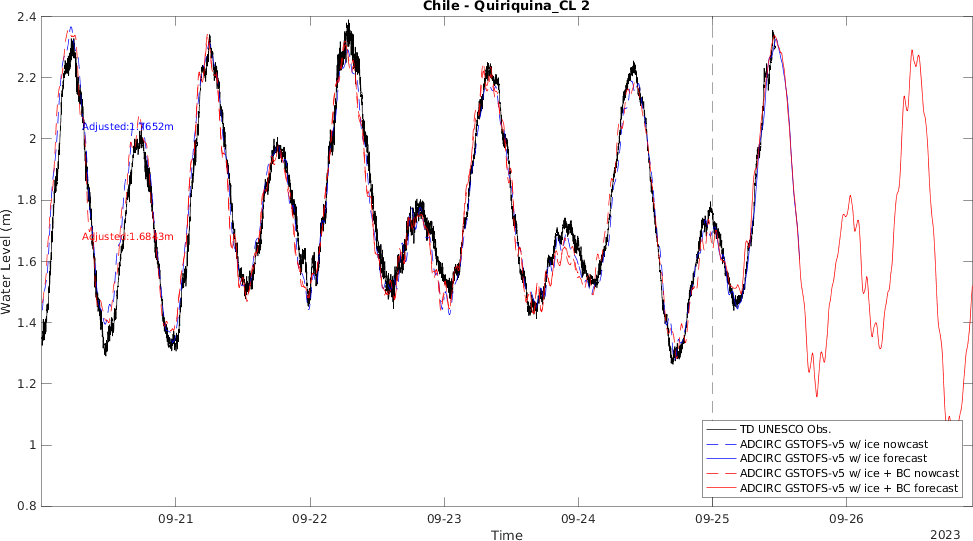 Chile - Quiriquina_CL 2
2.4
2.2
2
1.8
1.6
1.4
1.2
1
0.8
Water Level (m)
Adjusted:1.7652m
Adjusted:1.6843m
09-21
09-22
09-23
09-24
09-25
09-26
Time
2023
TD UNESCO Obs.
ADCIRC GSTOFS-v5 w/ ice nowcast
ADCIRC GSTOFS-v5 w/ ice forecast
ADCIRC GSTOFS-v5 w/ ice + BC nowcast
ADCIRC GSTOFS-v5 w/ ice + BC forecast